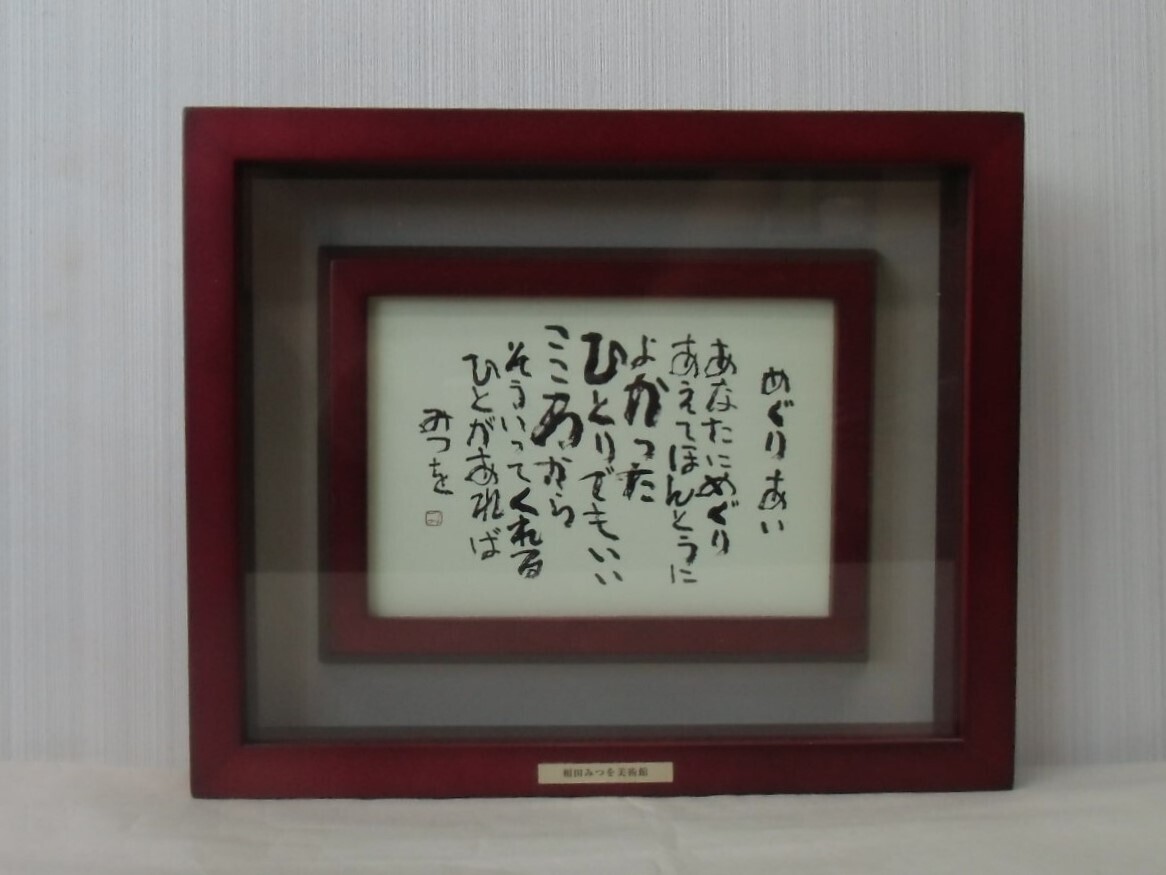 めぐりあい
あなたにめぐり
あえてほんとうに
よかった
ひとりでもいい
こころから
そういってくれる
ひとがあれば
みつを
相田みつを美術館